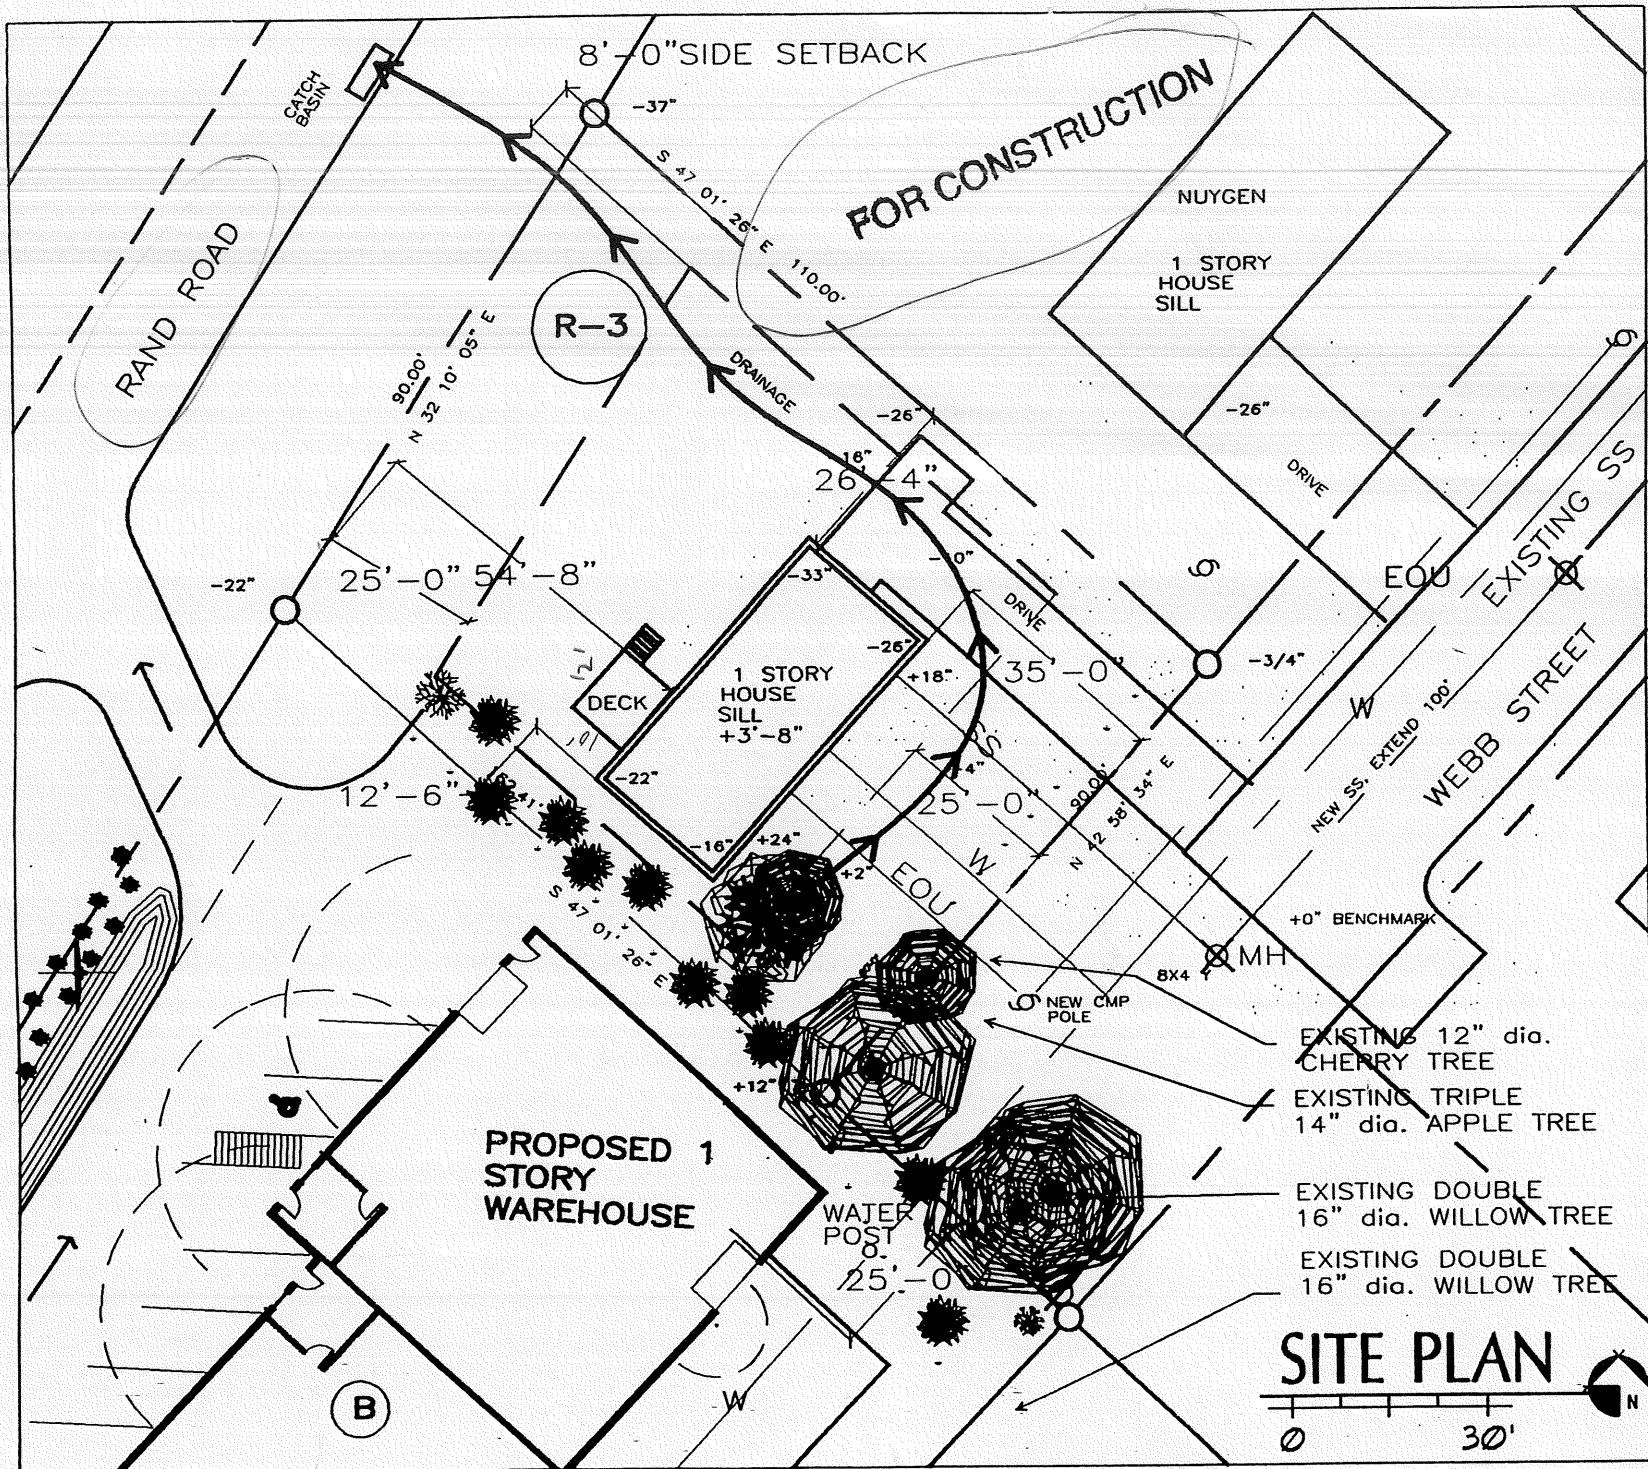 8'-0"SIDE SETBACK
CATCH
BASIN
-37"
FOR CONSTRUCTION
S 47 01' 26" E 110.00'
NUYGEN
1 STORY
HOUSE
SILL
RAND ROAD
R-3
90.00'
N 32 10' 05" E
DRAINAGE
-26"
-26"
-16"
26'-4"
DRIVE
EXISTING SS
EOU
-10"
-33"
-22"
25'-0"
54'-8"
DRIVE
-26"
+18"
35'-0"
-3/4"
12'
DECK
10'
1 STORY
HOUSE
SILL
+3'-8"
W
NEW SS. EXTEND 100'
WEBB STREET
SS
-22"
12'-6"
25'-0"
90.00'
N 42 58' 34" E
-16"
+24"
+2"
EOU
W
S 47 01' 26" E
+0" BENCHMARK
MH
8X4 Y
NEW CMP
POLE
EXISTING 12" dia.
CHERRY TREE
+12"
EXISTING TRIPLE
14" dia. APPLE TREE
PROPOSED 1
STORY
WAREHOUSE
EXISTING DOUBLE
16" dia. WILLOW TREE
WATER
POST
25'-0"
EXISTING DOUBLE
16" dia. WILLOW TREE
SITE PLAN
N
B
W
0 30'